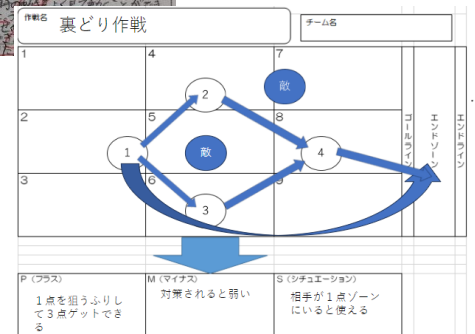 作戦名
裏どり作戦
チーム名
1
4
7
敵
2
2
5
8
1
敵
4
ゴールライン
エンドゾーン
エンドライン
3
6
9
3
P（プラス）
M（マイナス）
S（シチュエーション）
１点を狙うふりし
て３点ゲットでき
る
対策されると弱い
相手が１点ゾーン
にいると使える